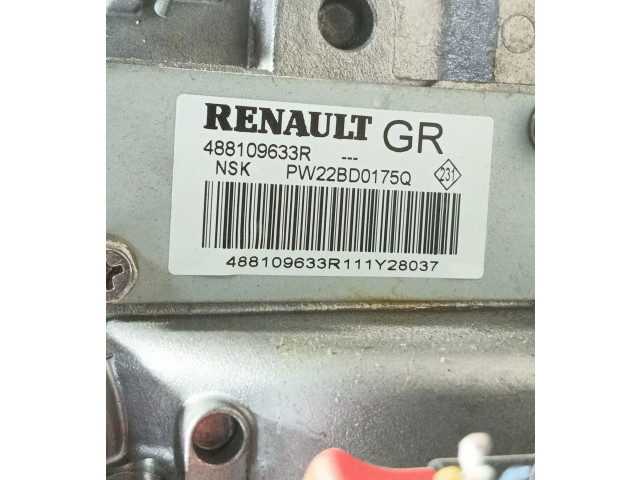 RENAULT GR
488109633R ---
NSK PW22BD0175Q 231
488109633R111Y28037